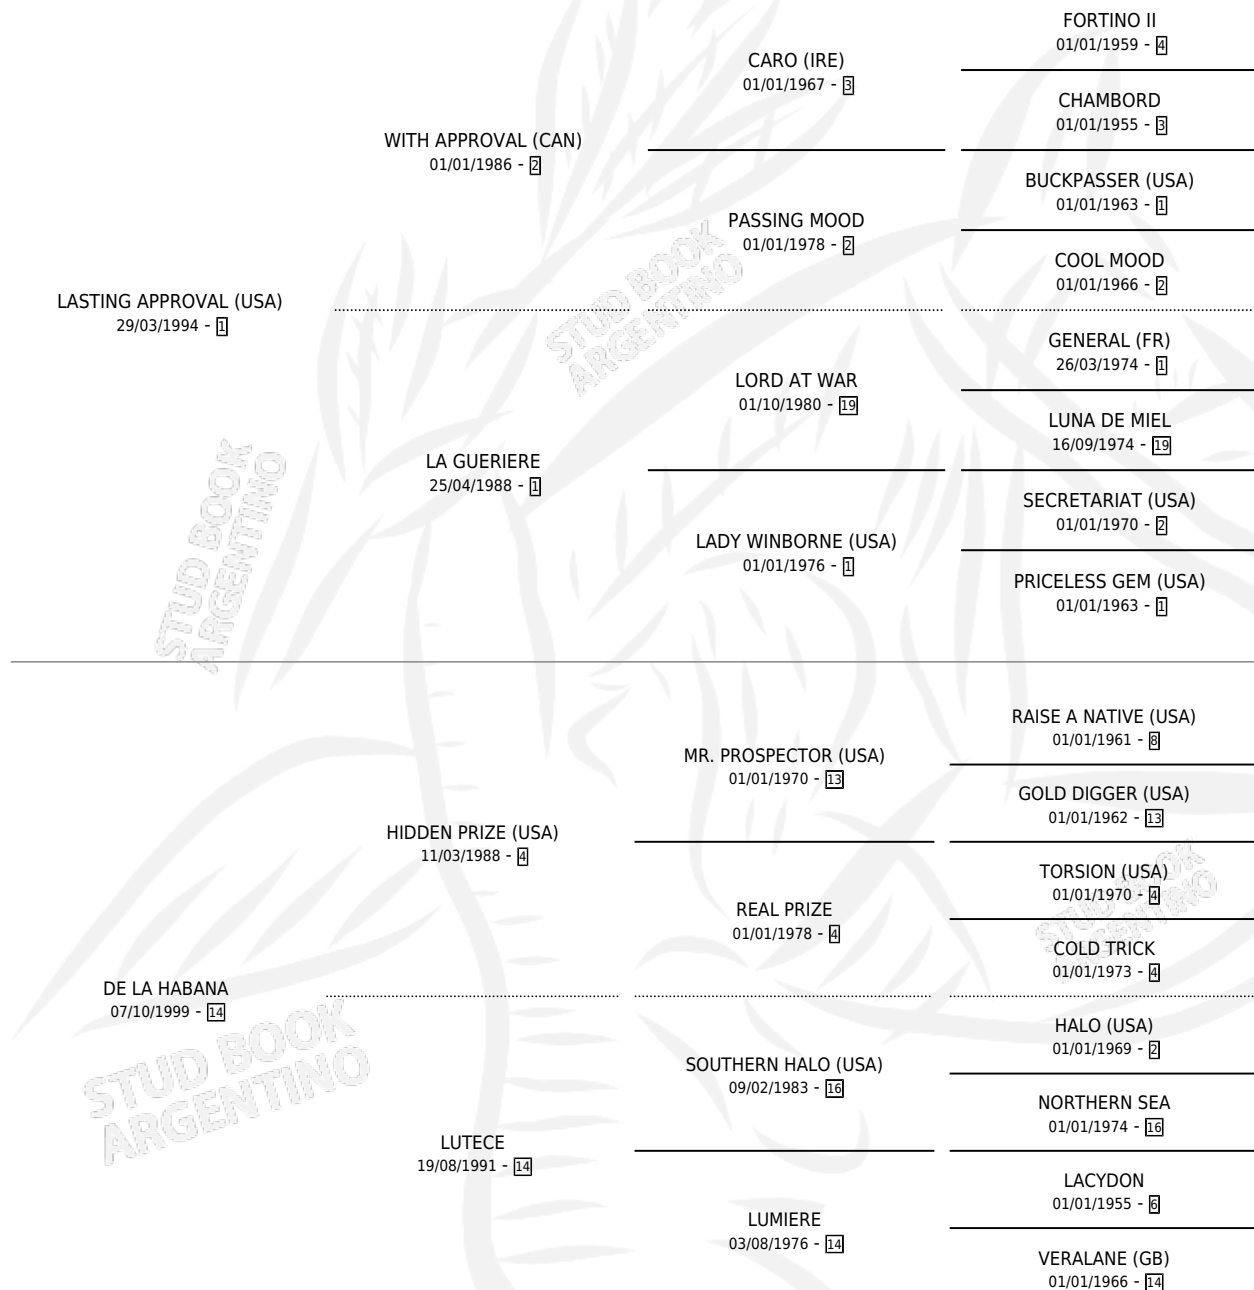 FORTINO II
01/01/1959 - 4
CARO (IRE)
01/01/1967 - 3
CHAMBORD
01/01/1955 - 3
WITH APPROVAL (CAN)
01/01/1986 - 2
BUCKPASSER (USA)
01/01/1963 - 1
PASSING MOOD
01/01/1978 - 2
COOL MOOD
01/01/1966 - 2
LASTING APPROVAL (USA)
29/03/1994 - 1
GENERAL (FR)
26/03/1974 - 1
LORD AT WAR
01/10/1980 - 19
LUNA DE MIEL
16/09/1974 - 19
LA GUERIERE
25/04/1988 - 1
SECRETARIAT (USA)
01/01/1970 - 2
LADY WINBORNE (USA)
01/01/1976 - 1
PRICELESS GEM (USA)
01/01/1963 - 1
RAISE A NATIVE (USA)
01/01/1961 - 8
MR. PROSPECTOR (USA)
01/01/1970 - 13
GOLD DIGGER (USA)
01/01/1962 - 13
HIDDEN PRIZE (USA)
11/03/1988 - 4
TORSION (USA)
01/01/1970 - 4
REAL PRIZE
01/01/1978 - 4
COLD TRICK
01/01/1973 - 4
DE LA HABANA
07/10/1999 - 14
HALO (USA)
01/01/1969 - 2
SOUTHERN HALO (USA)
09/02/1983 - 16
NORTHERN SEA
01/01/1974 - 16
LUTECE
19/08/1991 - 14
LACYDON
01/01/1955 - 6
LUMIERE
03/08/1976 - 14
VERALANE (GB)
01/01/1966 - 14
STUD BOOK
ARGENTINO
STUD BOOK
ARGENTINO
STUD BOOK
ARGENTINO
STUD BOOK
ARGENTINO